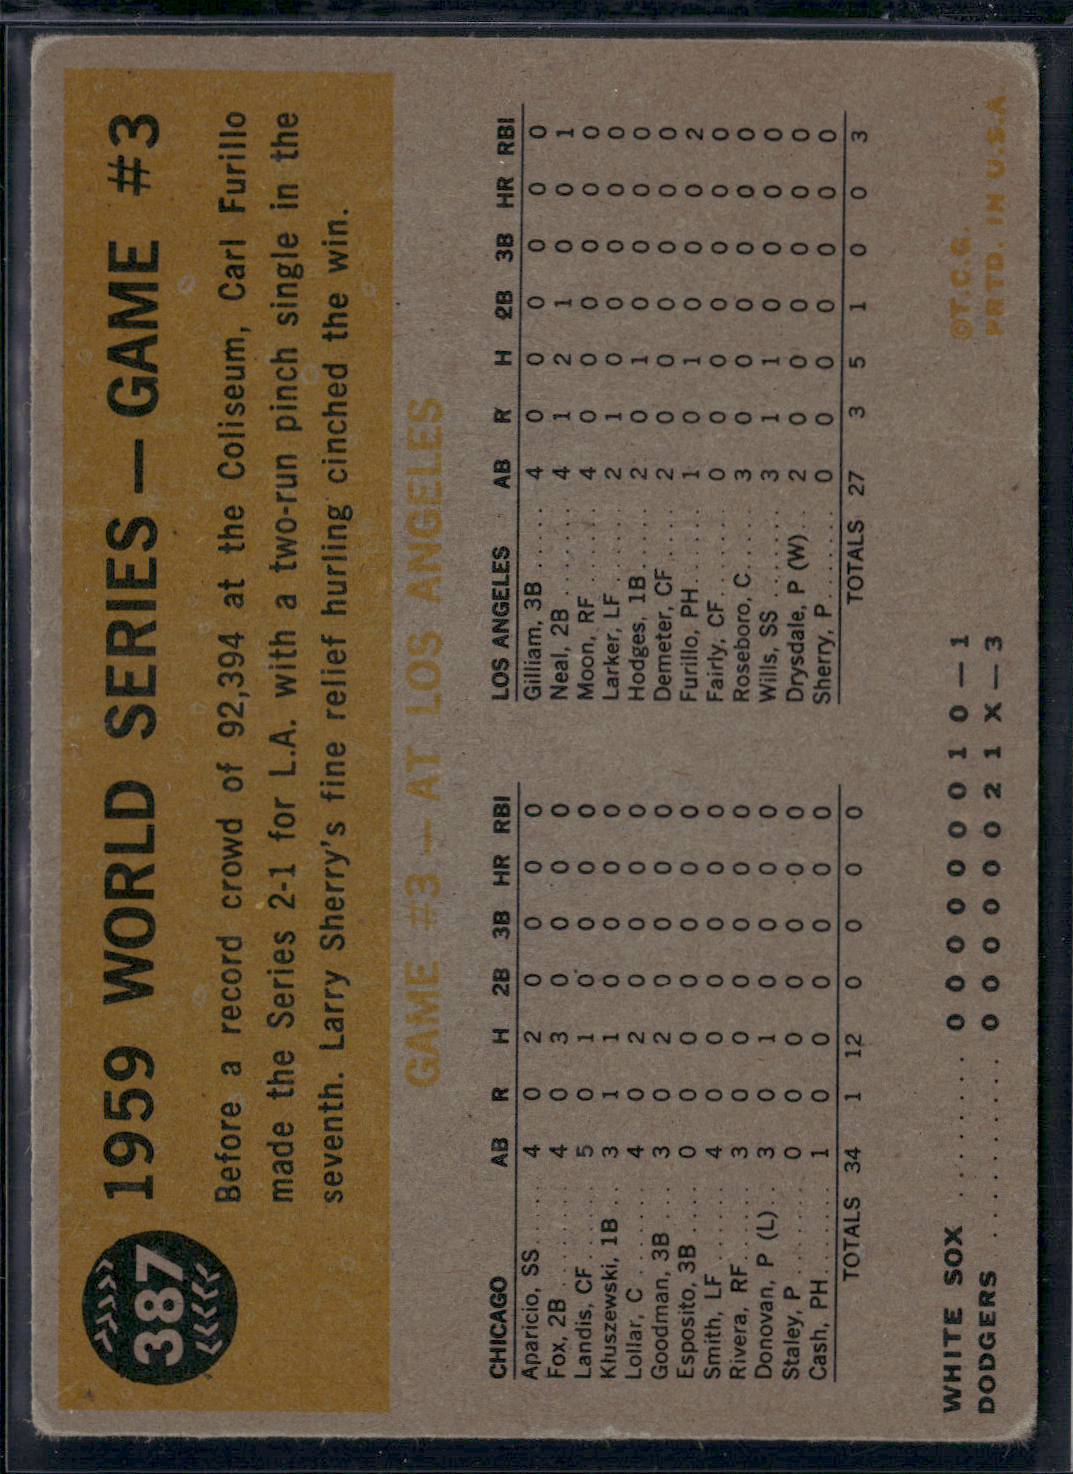 387
1959 WORLD SERIES—GAME #3
Before a record crowd of 92,394 at the Coliseum, Carl Furillo
made the Series 2-1 for L.A. with a two-run pinch single in the
seventh. Larry Sherry's fine relief hurling cinched the win.
GAME #3 — AT LOS ANGELES
CHICAGO AB R H 2B 3B HR RBI
Aparicio, SS...... 4 0 2 0 0 0 0
Fox, 2B ........ 4 0 3 0 0 0 0
Landis, CF....... 5 0 1 0 0 0 0
Kluszewski, 1B ... 3 1 1 0 0 0 0
Lollar, C ........ 4 0 2 0 0 0 0
Goodman, 3B .... 3 0 2 0 0 0 0
Esposito, 3B ..... 0 0 0 0 0 0 0
Smith, LF ....... 4 0 0 0 0 0 0
Rivera, RF....... 3 0 0 0 0 0 0
Donovan, P (L)... 3 0 1 0 0 0 0
Staley, P ........ 0 0 0 0 0 0 0
Cash, PH........ 1 0 0 0 0 0 0
TOTALS 34 1 12 0 0 0 0
LOS ANGELES AB R H 2B 3B HR RBI
Gilliam, 3B ...... 4 0 0 0 0 0 0
Neal, 2B ........ 4 1 2 1 0 0 1
Moon, RF ....... 4 0 0 0 0 0 0
Larker, LF ....... 2 1 0 0 0 0 0
Hodges, 1B...... 2 0 1 0 0 0 0
Demeter, CF..... 2 0 0 0 0 0 0
Furillo, PH ...... 1 0 1 0 0 0 2
Fairly, CF........ 0 0 0 0 0 0 0
Roseboro, C..... 3 0 0 0 0 0 0
Wills, SS ....... 3 1 1 0 0 0 0
Drysdale, P (W).. 2 0 0 0 0 0 0
Sherry, P........ 0 0 0 0 0 0 0
TOTALS 27 3 5 1 0 0 3
WHITE SOX .......... 0 0 0 0 0 0 0 1 0 — 1
DODGERS .......... 0 0 0 0 0 0 2 1 X — 3
©T.C.G.
PRTD. IN U.S.A.